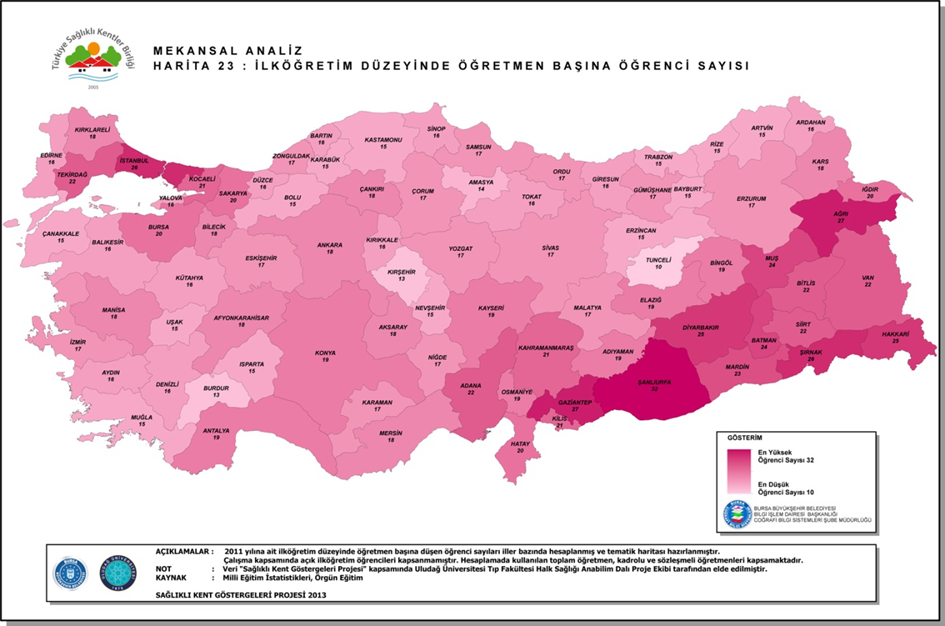 Türkiye Sağlıklı Kentler Birliği
2005
MEKANSAL ANALİZ
HARİTA 23 : İLKÖĞRETİM DÜZEYİNDE ÖĞRETMEN BAŞINA ÖĞRENCİ SAYISI
KIRKLARELİ
18
EDİRNE
16
TEKİRDAĞ
22
İSTANBUL
KOCAELİ
21
YALOVA
16
SAKARYA
20
DÜZCE
16
ZONGULDAK
17
BARTIN
16
KARABÜK
15
KASTAMONU
15
SİNOP
16
SAMSUN
17
ORDU
17
GİRESUN
16
TRABZON
15
RİZE
15
ARTVİN
15
ARDAHAN
16
KARS
18
IĞDIR
20
AĞRI
27
ERZURUM
17
BAYBURT
15
GÜMÜŞHANE
17
ERZİNCAN
15
TUNCELİ
10
BİNGÖL
19
MUŞ
24
BİTLİS
22
VAN
22
HAKKARİ
25
ŞIRNAK
26
SİİRT
22
BATMAN
24
MARDİN
23
DİYARBAKIR
25
ŞANLIURFA
32
ELAZIĞ
19
MALATYA
17
ADIYAMAN
19
GAZİANTEP
27
KİLİS
21
HATAY
20
OSMANİYE
19
KAHRAMANMARAŞ
21
ADANA
22
MERSİN
18
KARAMAN
17
NİĞDE
17
KAYSERİ
19
NEVŞEHİR
15
AKSARAY
18
KIRŞEHİR
13
KIRIKKALE
16
YOZGAT
17
SİVAS
17
TOKAT
16
AMASYA
14
ÇORUM
17
ÇANKIRI
18
ANKARA
18
BOLU
15
BİLECİK
18
BURSA
20
BALIKESİR
16
ÇANAKKALE
15
ESKİŞEHİR
17
KÜTAHYA
16
MANİSA
18
UŞAK
15
AFYONKARAHİSAR
18
İZMİR
17
AYDIN
16
DENİZLİ
16
MUĞLA
15
BURDUR
13
ISPARTA
15
ANTALYA
19
KONYA
19
GÖSTERİM
En Yüksek
Öğrenci Sayısı 32
En Düşük
Öğrenci Sayısı 10
BURSA BÜYÜKŞEHİR BELEDİYESİ
BİLGİ İŞLEM DAİRESİ BAŞKANLIĞI
COĞRAFİ BİLGİ SİSTEMLERİ ŞUBE MÜDÜRLÜĞÜ
AÇIKLAMALAR : 2011 yılına ait ilköğretim düzeyinde öğretmen başına düşen öğrenci sayıları iller bazında hesaplanmış ve tematik haritası hazırlanmıştır.
Çalışma kapsamında açık ilköğretim öğrencileri kapsanmamıştır. Hesaplamada kullanılan toplam öğretmen, kadrolu ve sözleşmeli öğretmenleri kapsamaktadır.
NOT : Veri "Sağlıklı Kent Göstergeleri Projesi" kapsamında Uludağ Üniversitesi Tıp Fakültesi Halk Sağlığı Anabilim Dalı Proje Ekibi tarafından elde edilmiştir.
KAYNAK : Milli Eğitim İstatistikleri, Örgün Eğitim
SAĞLIKLI KENT GÖSTERGELERİ PROJESİ 2013